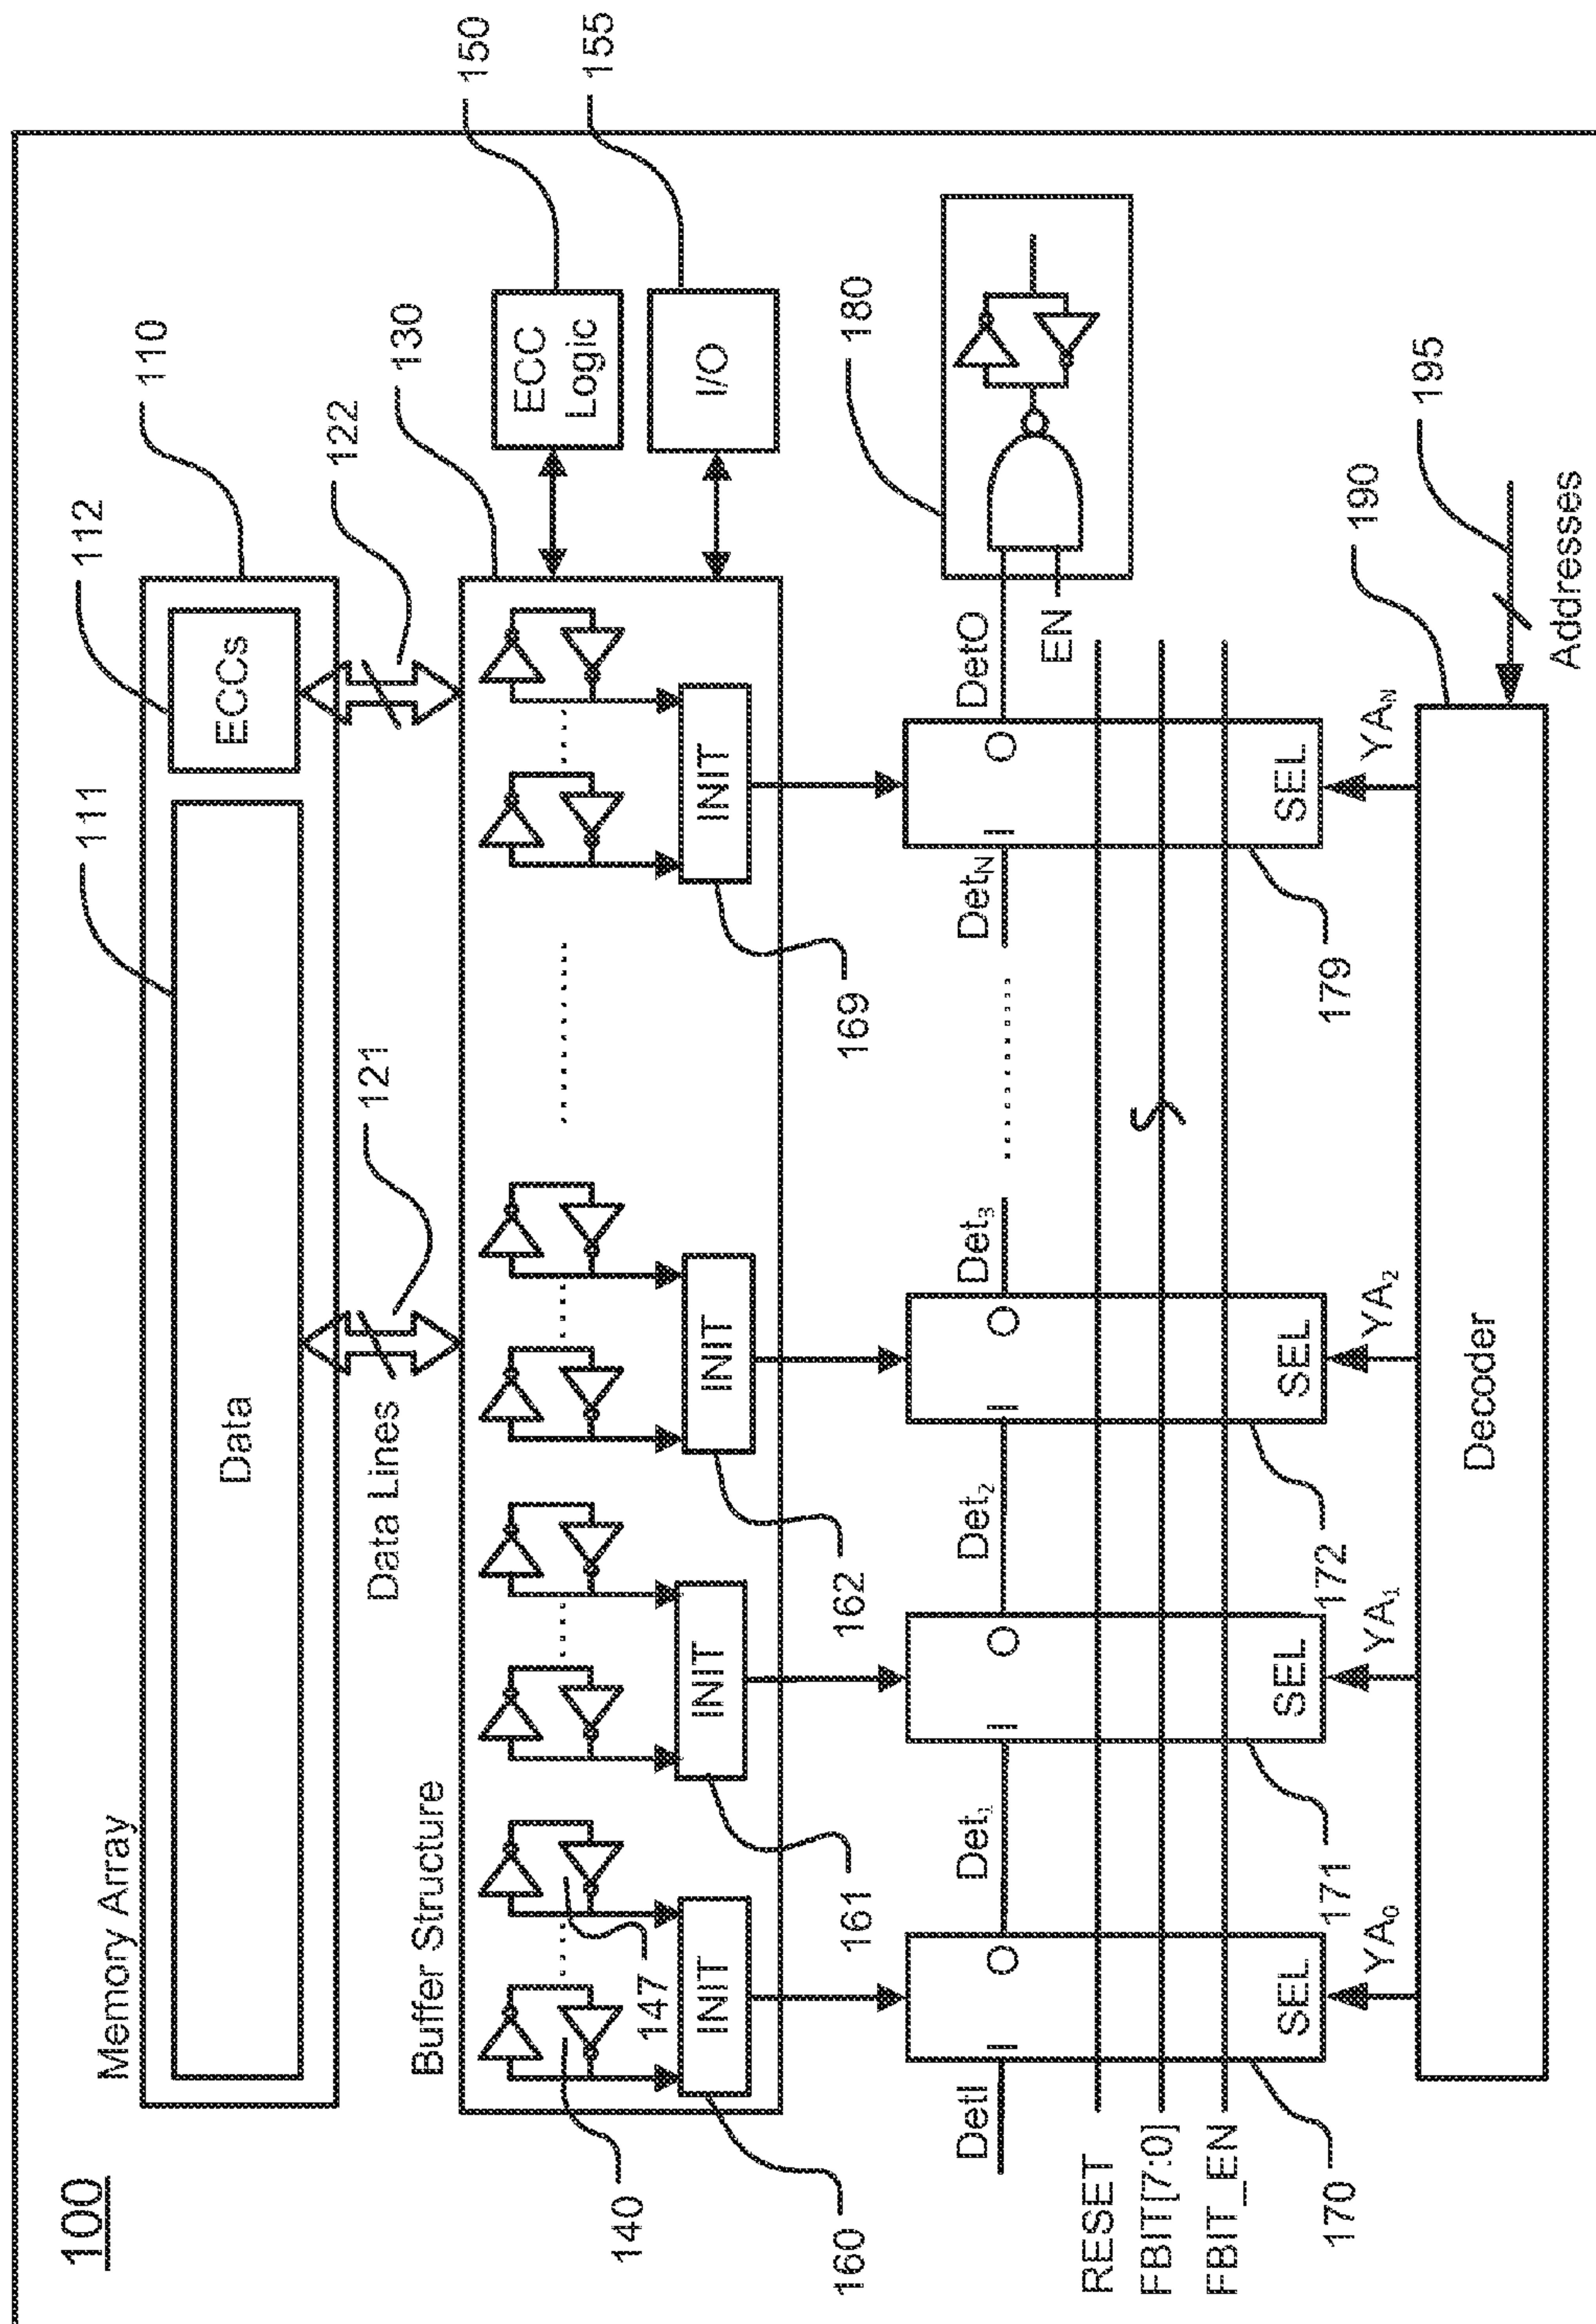 100
Memory Array
110
111
112
Data
ECCs
Data Lines
121
122
Buffer Structure
130
140
147
INIT
INIT
INIT
INIT
160
161
162
169
ECC
Logic
150
I/O
155
DetI
I
O
Det₁
I
O
Det₂
I
O
Det₃
Det_N
I
O
DetO
EN
180
RESET
FBIT[7:0]
FBIT_EN
SEL
SEL
SEL
SEL
170
171
172
179
YA₀
YA₁
YA₂
YA_N
Decoder
190
195
Addresses